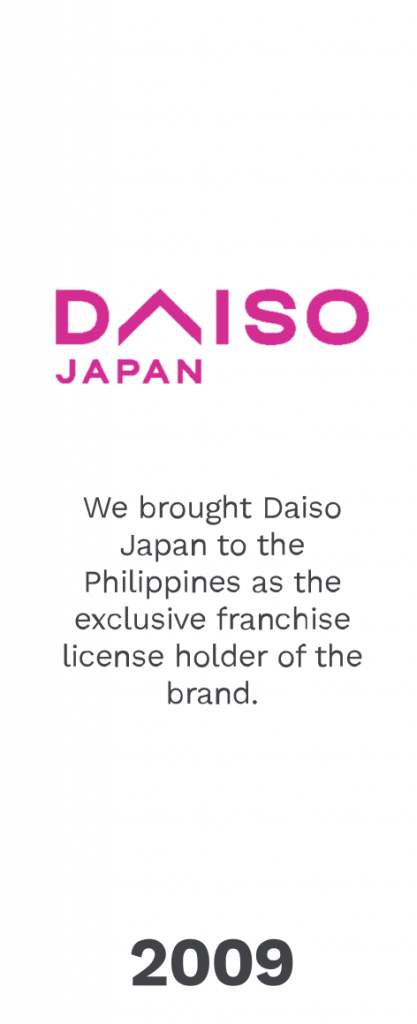 DAISO
JAPAN
We brought Daiso
Japan to the
Philippines as the
exclusive franchise
license holder of the
brand.
2009